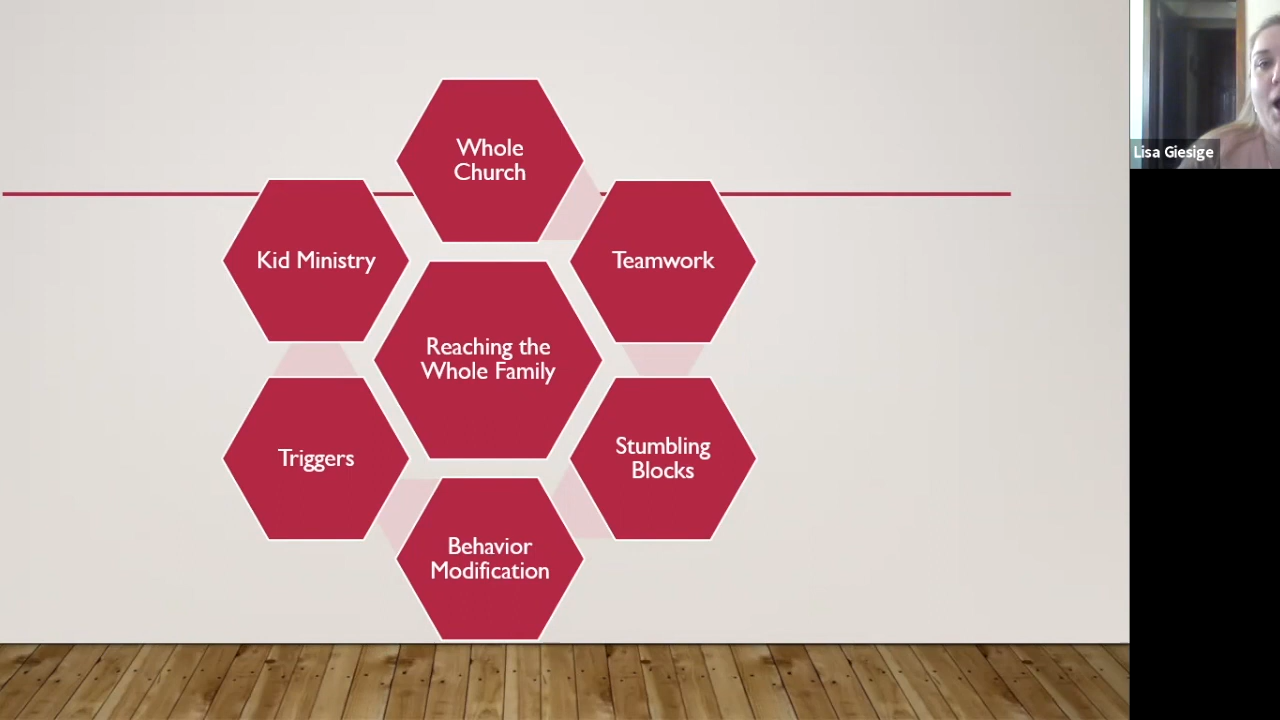 Whole
Church
Lisa Giesige
Kid Ministry
Teamwork
Reaching the
Whole Family
Triggers
Stumbling
Blocks
Behavior
Modification